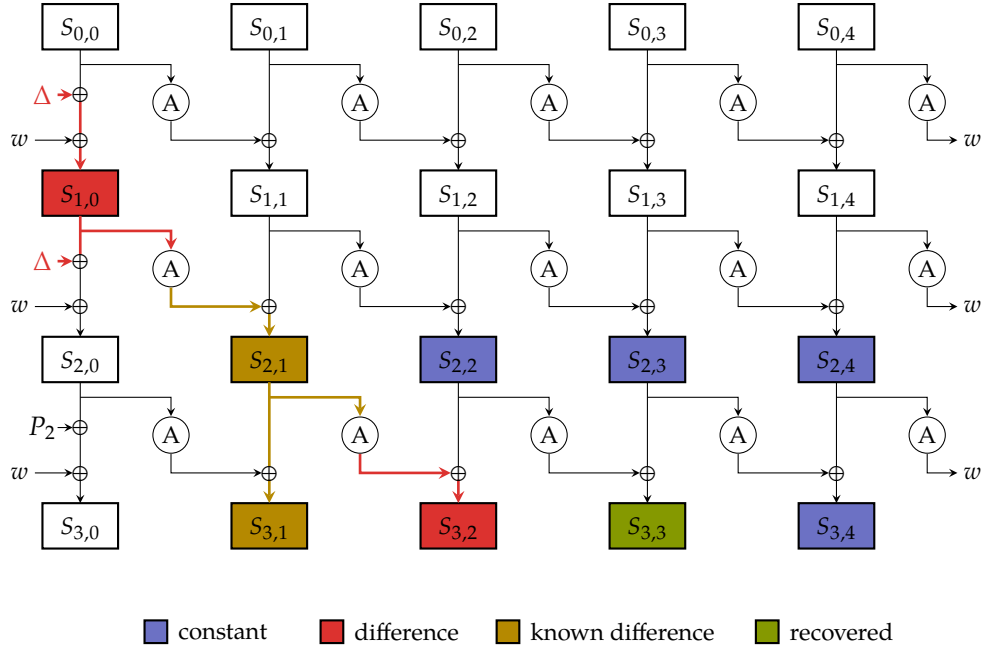 S0,0 S0,1 S0,2 S0,3 S0,4
Δ A A A A A
w w
S1,0 S1,1 S1,2 S1,3 S1,4
Δ A A A A A
w w
S2,0 S2,1 S2,2 S2,3 S2,4
P2 A A A A A
w w
S3,0 S3,1 S3,2 S3,3 S3,4
constant difference known difference recovered